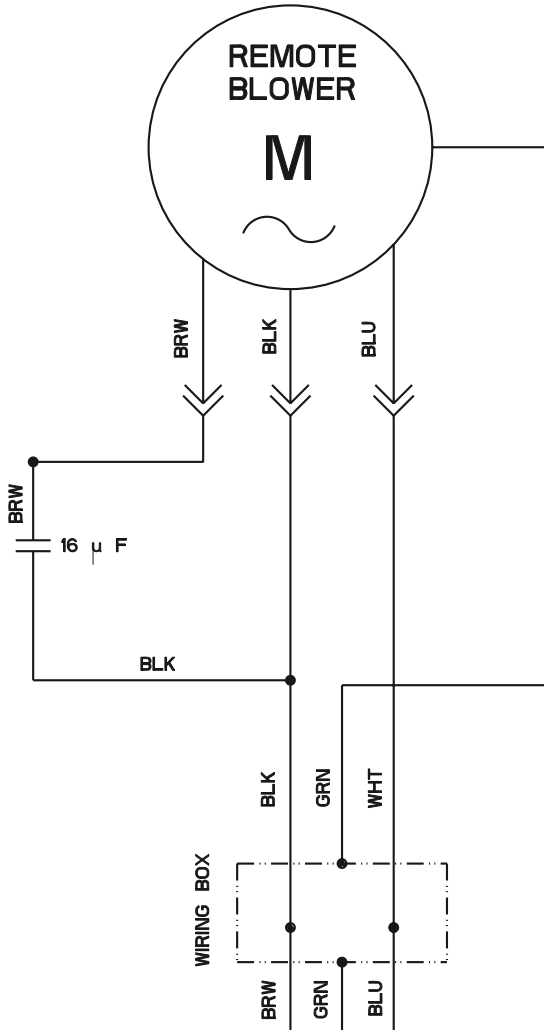 REMOTE
BLOWER
M
BRW
BLK
BLU
BRW
16 µ F
BLK
BLK
GRN
WHT
WIRING BOX
BRW
GRN
BLU